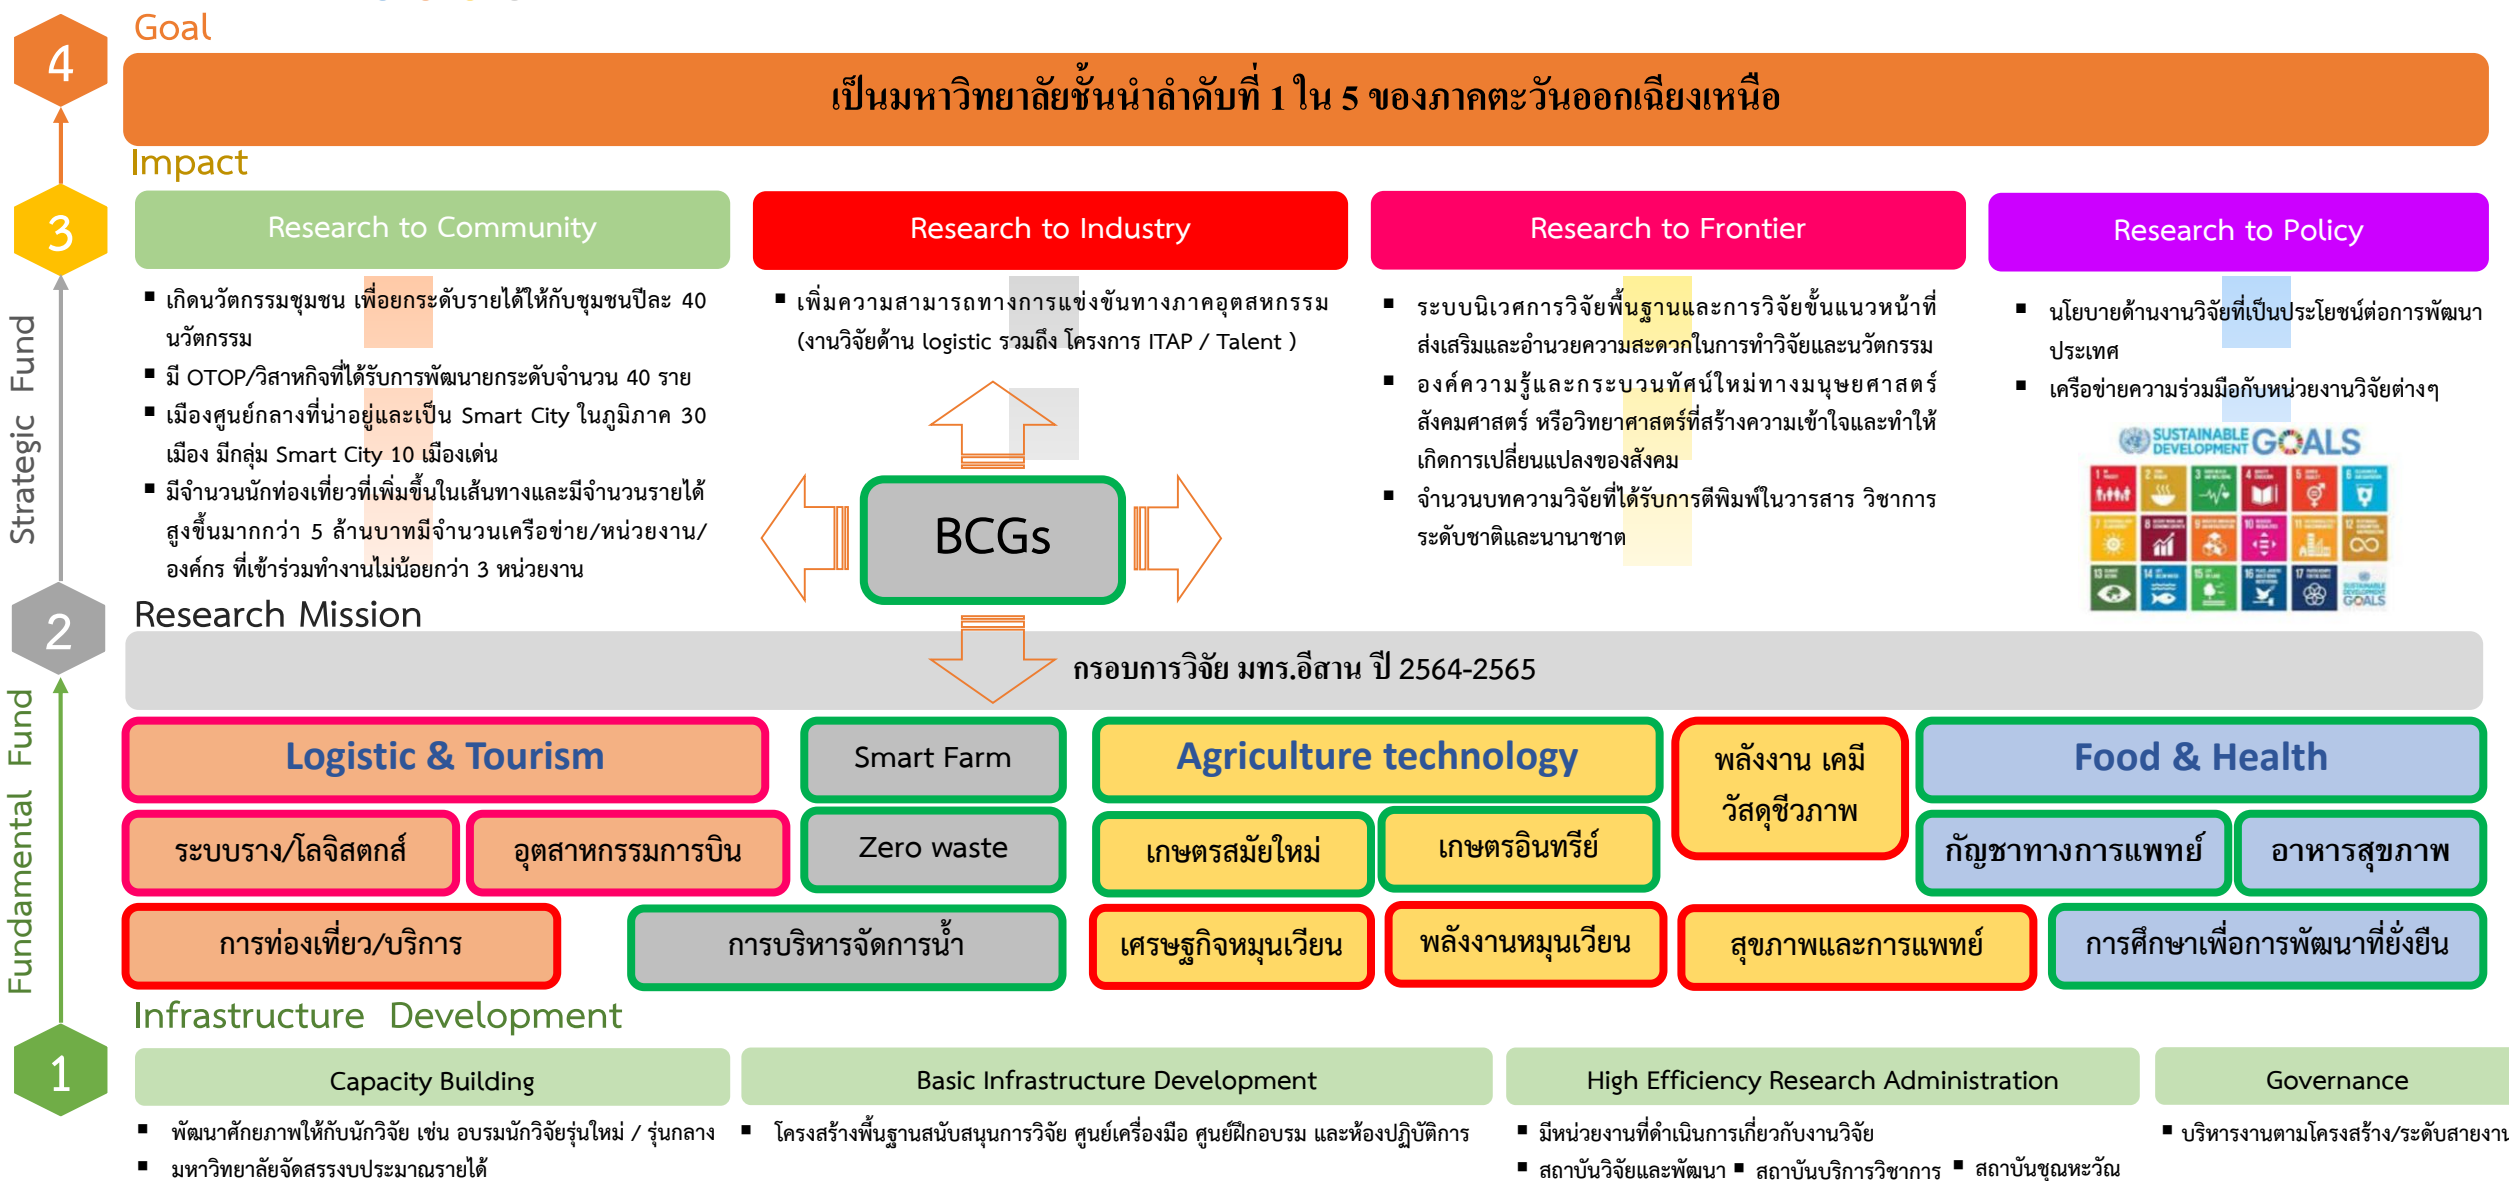 Goal
4
เป็นมหาวิทยาลัยชั้นนำลำดับที่ 1 ใน 5 ของภาคตะวันออกเฉียงเหนือ
Impact
3
Research to Community
Research to Industry
Research to Frontier
Research to Policy
▪ เกิดนวัตกรรมชุมชน เพื่อยกระดับรายได้ให้กับชุมชนปีละ 40
นวัตกรรม
▪ มี OTOP/วิสาหกิจที่ได้รับการพัฒนายกระดับจำนวน 40 ราย
▪ เมืองศูนย์กลางที่น่าอยู่และเป็น Smart City ในภูมิภาค 30
เมือง มีกลุ่ม Smart City 10 เมืองเด่น
▪ มีจำนวนนักท่องเที่ยวที่เพิ่มขึ้นในเส้นทางและมีจำนวนรายได้
สูงขึ้นมากกว่า 5 ล้านบาทมีจำนวนเครือข่าย/หน่วยงาน/
องค์กร ที่เข้าร่วมทำงานไม่น้อยกว่า 3 หน่วยงาน
▪ เพิ่มความสามารถทางการแข่งขันทางภาคอุตสหกรรม
(งานวิจัยด้าน logistic รวมถึง โครงการ ITAP / Talent )
BCGs
▪ ระบบนิเวศการวิจัยพื้นฐานและการวิจัยขั้นแนวหน้าที่
ส่งเสริมและอำนวยความสะดวกในการทำวิจัยและนวัตกรรม
▪ องค์ความรู้และกระบวนทัศน์ใหม่ทางมนุษยศาสตร์
สังคมศาสตร์ หรือวิทยาศาสตร์ที่สร้างความเข้าใจและทำให้
เกิดการเปลี่ยนแปลงของสังคม
▪ จำนวนบทความวิจัยที่ได้รับการตีพิมพ์ในวารสาร วิชาการ
ระดับชาติและนานาชาต
▪ นโยบายด้านงานวิจัยที่เป็นประโยชน์ต่อการพัฒนา
ประเทศ
▪ เครือข่ายความร่วมมือกับหน่วยงานวิจัยต่างๆ
SUSTAINABLE
DEVELOPMENT GOALS
1 2 3 4 5 6
7 8 9 10 11 12
13 14 15 16 17
SUSTAINABLE
DEVELOPMENT
GOALS
Strategic Fund
2
Research Mission
กรอบการวิจัย มทร.อีสาน ปี 2564-2565
Logistic & Tourism
Smart Farm
Agriculture technology
พลังงาน เคมี
วัสดุชีวภาพ
Food & Health
ระบบราง/โลจิสตกส์
อุตสาหกรรมการบิน
Zero waste
เกษตรสมัยใหม่
เกษตรอินทรีย์
กัญชาทางการแพทย์
อาหารสุขภาพ
การท่องเที่ยว/บริการ
การบริหารจัดการน้ำ
เศรษฐกิจหมุนเวียน
พลังงานหมุนเวียน
สุขภาพและการแพทย์
การศึกษาเพื่อการพัฒนาที่ยั่งยืน
Fundamental Fund
Infrastructure Development
1
Capacity Building
Basic Infrastructure Development
High Efficiency Research Administration
Governance
▪ พัฒนาศักยภาพให้กับนักวิจัย เช่น อบรมนักวิจัยรุ่นใหม่ / รุ่นกลาง
▪ มหาวิทยาลัยจัดสรรงบประมาณรายได้
▪ โครงสร้างพื้นฐานสนับสนุนการวิจัย ศูนย์เครื่องมือ ศูนย์ฝึกอบรม และห้องปฏิบัติการ
▪ มีหน่วยงานที่ดำเนินการเกี่ยวกับงานวิจัย
▪ สถาบันวิจัยและพัฒนา ▪ สถาบันบริการวิชาการ ▪ สถาบันชุณหะวัณ
▪ บริหารงานตามโครงสร้าง/ระดับสายงาน